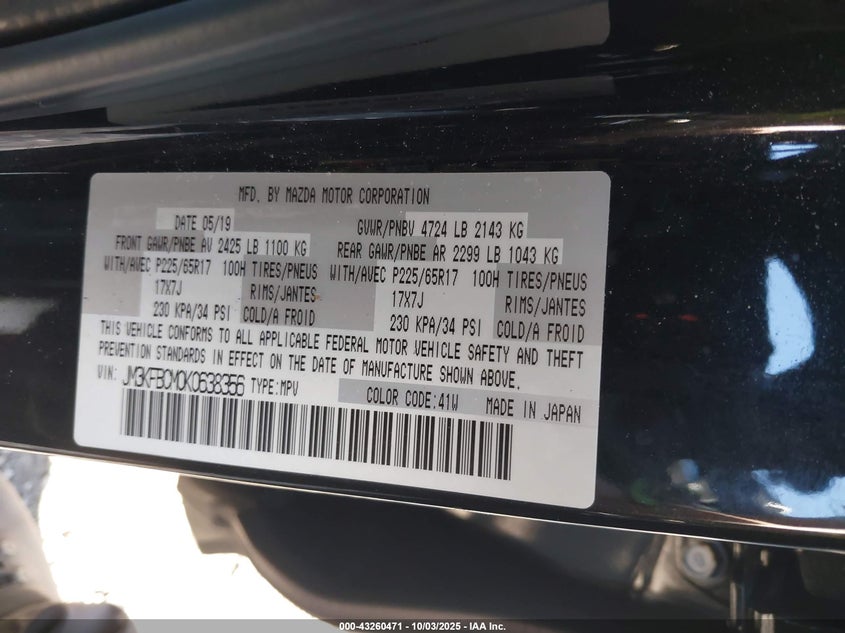 MFD. BY MAZDA MOTOR CORPORATION
DATE 05/19 GVWR/PNBV 4724 LB 2143 KG
FRONT GAWR/PNBE AV 2425 LB 1100 KG REAR GAWR/PNBE AR 2299 LB 1043 KG
WITH/AVEC P225/65R17 100H TIRES/PNEUS WITH/AVEC P225/65R17 100H TIRES/PNEUS
17X7J RIMS/JANTES 17X7J RIMS/JANTES
230 KPA/34 PSI COLD/A FROID 230 KPA/34 PSI COLD/A FROID
THIS VEHICLE CONFORMS TO ALL APPLICABLE FEDERAL MOTOR VEHICLE SAFETY AND THEFT
PREVENTION STANDARDS IN EFFECT ON THE DATE OF MANUFACTURE SHOWN ABOVE.
VIN: JM3KFBCM0K0638356 TYPE:MPV COLOR CODE:41W MADE IN JAPAN
000-43260471 - 10/03/2025 - IAA Inc.